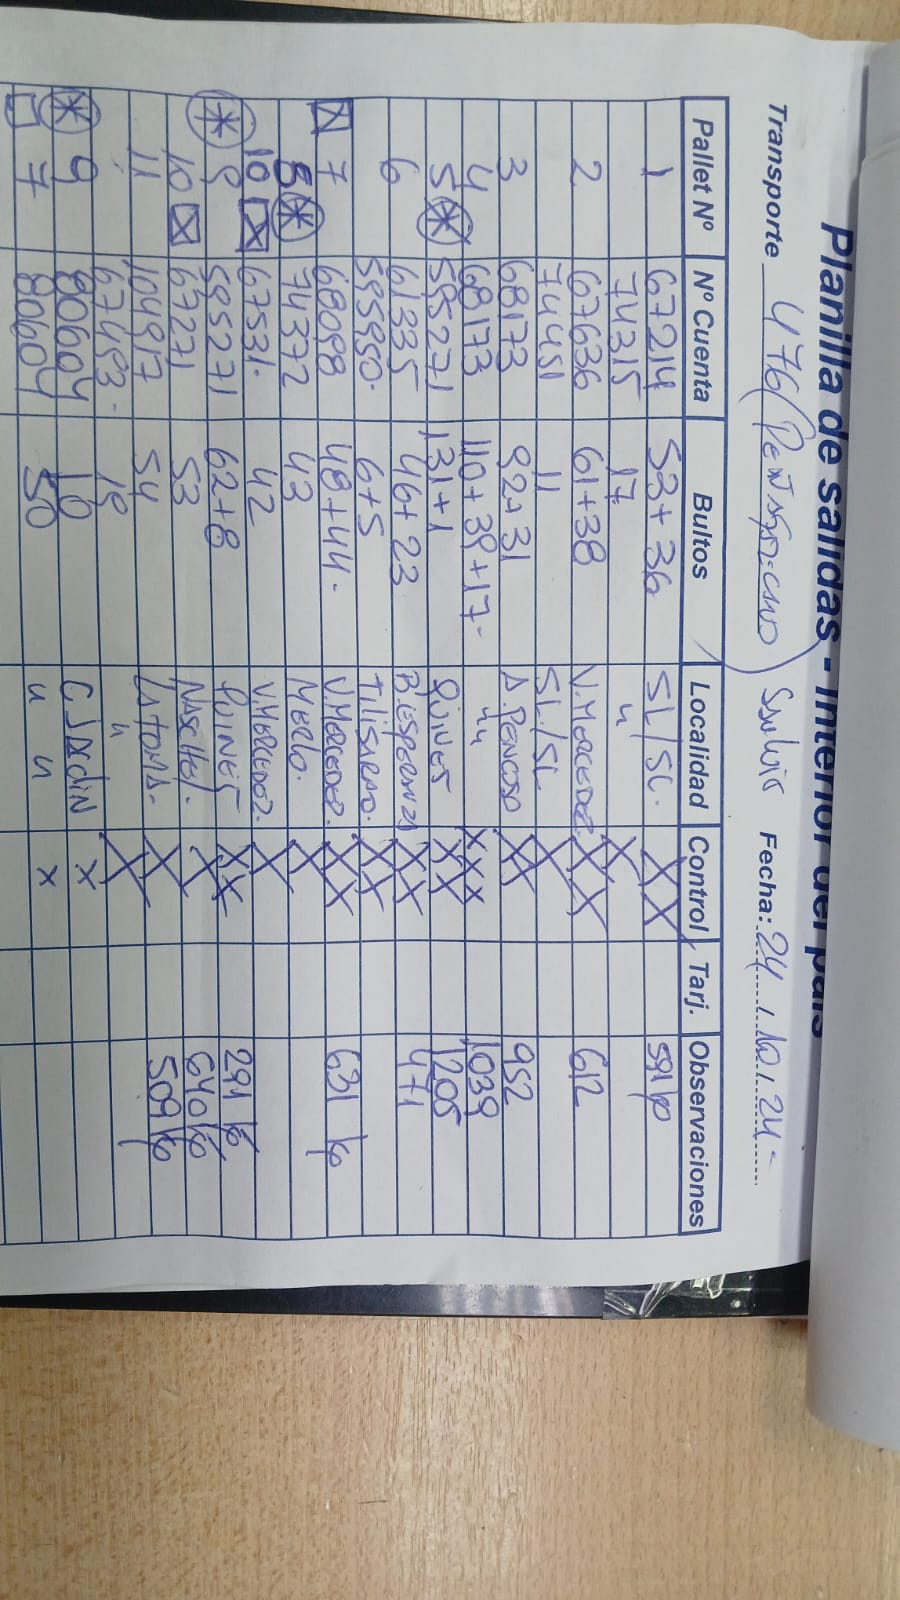 Planilla de salidas - Interior del país
Transporte 476 ( ) San Luis Fecha: 24 / 10 / 24-
Pallet Nº Nº Cuenta Bultos Localidad Control Tarj. Observaciones
1 67214 53+36 SL/SL. XX 591 kg
74315 17 " X
2 67636 61+38 V.MERCEDEZ. XX 612
74451 11 SL./SL X
3 68173 92+31 A.PENCOSO XX 952
4 68173 110+39+17- "" XXX 1039
5 * 595271 131+1 QUINES XX 1205
6 61335 46+23 B.ESPERANZA XX 471
595950. 6+5 TILISARAO. XX
7 68098 48+44. V.MERCEDEZ. XX 631 kg
5 * 74372 43 MERLO. X
10 67531. 42 V.MERCEDEZ. X
* 9 595271 62+8 QUINES XX 291 kg
10 67271 53 NASCHEL. X 640 kg
11 104917 54 LA TOMA. X 509 kg
67493. 19 " X
* 9 80604 10 C JARDIN X
7 80604 50 " " X